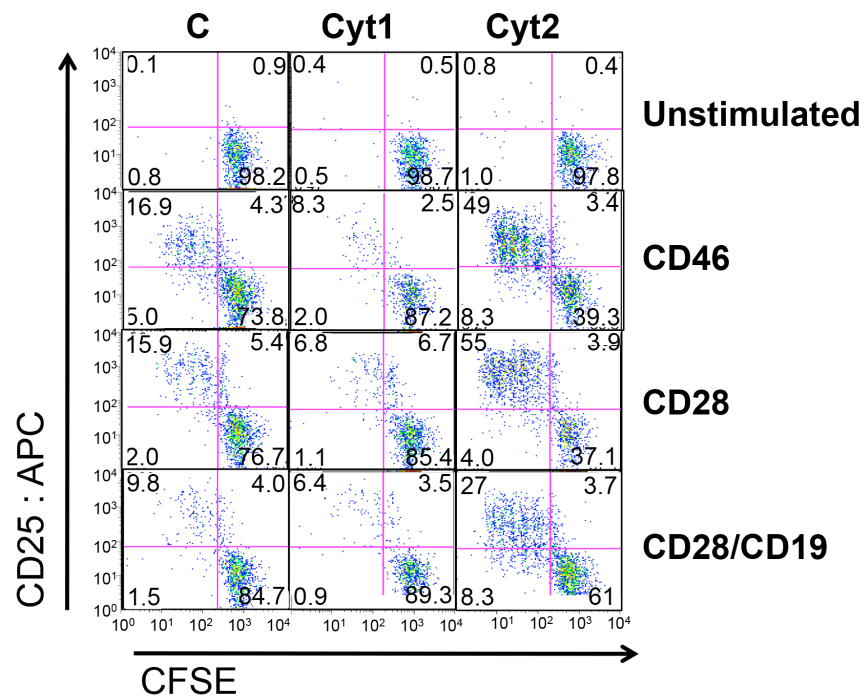 C Cyt1 Cyt2
10⁴ 0.1 0.9 0.4 0.5 0.8 0.4
10³
10² Unstimulated
10¹
0.8 98.2 0.5 98.7 1.0 97.8
10⁴ 16.9 4.3 8.3 2.5 49 3.4
10³
10² CD46
10¹
5.0 73.8 2.0 87.2 8.3 39.3
10⁴ 15.9 5.4 6.8 6.7 55 3.9
10³
10² CD28
10¹
2.0 76.7 1.1 85.4 4.0 37.1
10⁴ 9.8 4.0 6.4 3.5 27 3.7
10³
10² CD28/CD19
10¹
1.5 84.7 0.9 89.3 8.3 61
10⁰
10⁰ 10¹ 10² 10³ 10⁴ 10¹ 10² 10³ 10⁴ 10¹ 10² 10³ 10⁴
CD25 : APC
CFSE